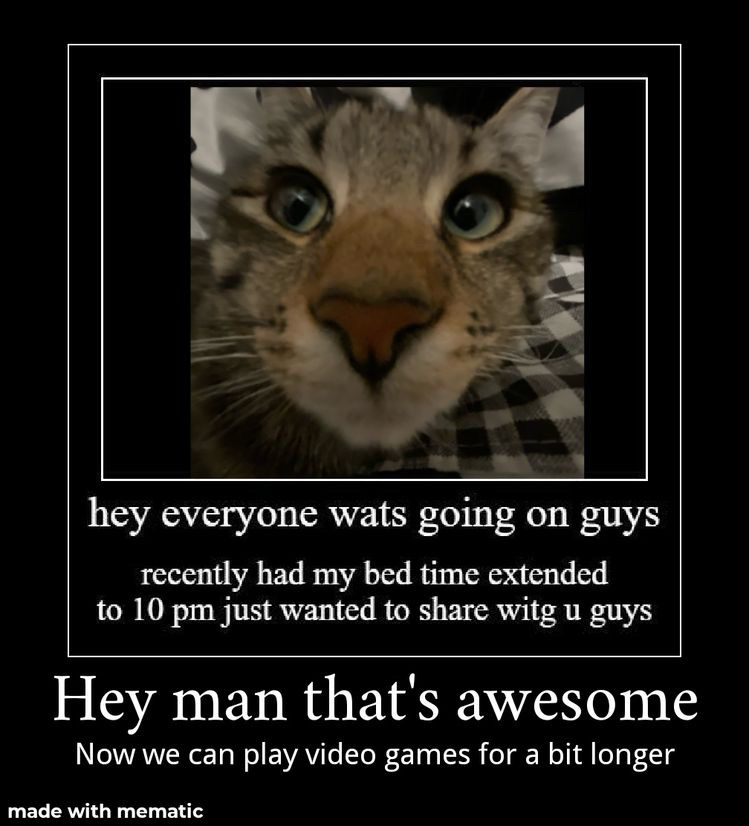 hey everyone wats going on guys
recently had my bed time extended
to 10 pm just wanted to share witg u guys
Hey man that's awesome
Now we can play video games for a bit longer
made with mematic